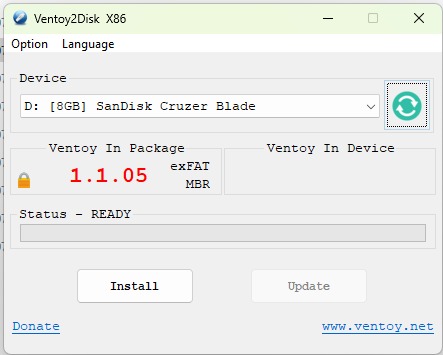 Ventoy2Disk X86
Option Language
Device
D: [8GB] SanDisk Cruzer Blade
Ventoy In Package Ventoy In Device
1.1.05 exFAT
MBR
Status - READY
Install Update
Donate www.ventoy.net